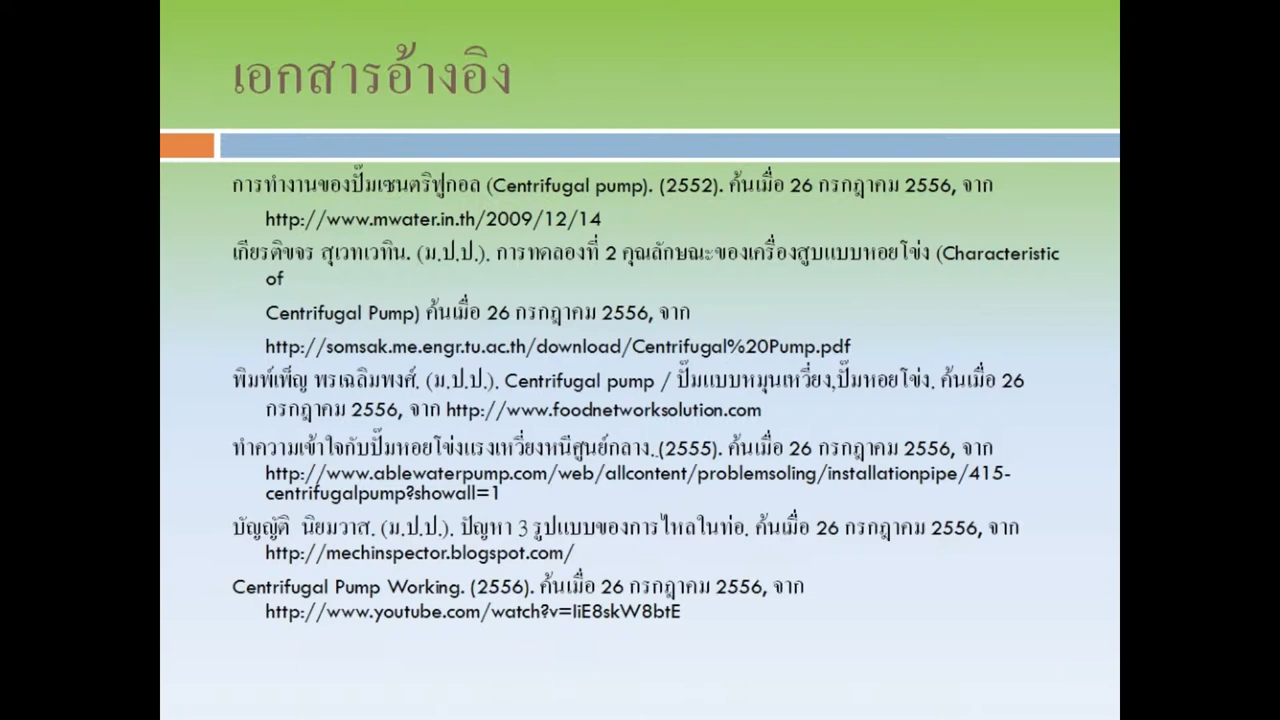 เอกสารอ้างอิง
การทำงานของปั๊มเซนตริฟูกอล (Centrifugal pump). (2552). ค้นเมื่อ 26 กรกฎาคม 2556, จาก
http://www.mwater.in.th/2009/12/14
เกียรติขจร สุเวทเวทิน. (ม.ป.ป.). การทดลองที่ 2 คุณลักษณะของเครื่องสูบแบบหอยโข่ง (Characteristic
of
Centrifugal Pump) ค้นเมื่อ 26 กรกฎาคม 2556, จาก
http://somsak.me.engr.tu.ac.th/download/Centrifugal%20Pump.pdf
พิมพ์เพ็ญ พรเฉลิมพงศ์. (ม.ป.ป.). Centrifugal pump / ปั๊มแบบหมุนเหวี่ยง,ปั๊มหอยโข่ง. ค้นเมื่อ 26
กรกฎาคม 2556, จาก http://www.foodnetworksolution.com
ทำความเข้าใจกับปั๊มหอยโข่งแรงเหวี่ยงหนีศูนย์กลาง. (2555). ค้นเมื่อ 26 กรกฎาคม 2556, จาก
http://www.ablewaterpump.com/web/allcontent/problemsoling/installationpipe/415-
centrifugalpump?showall=1
บัญญัติ นิยมวาส. (ม.ป.ป.). ปัญหา 3 รูปแบบของการไหลในท่อ. ค้นเมื่อ 26 กรกฎาคม 2556, จาก
http://mechinspector.blogspot.com/
Centrifugal Pump Working. (2556). ค้นเมื่อ 26 กรกฎาคม 2556, จาก
http://www.youtube.com/watch?v=IiE8skW8btE